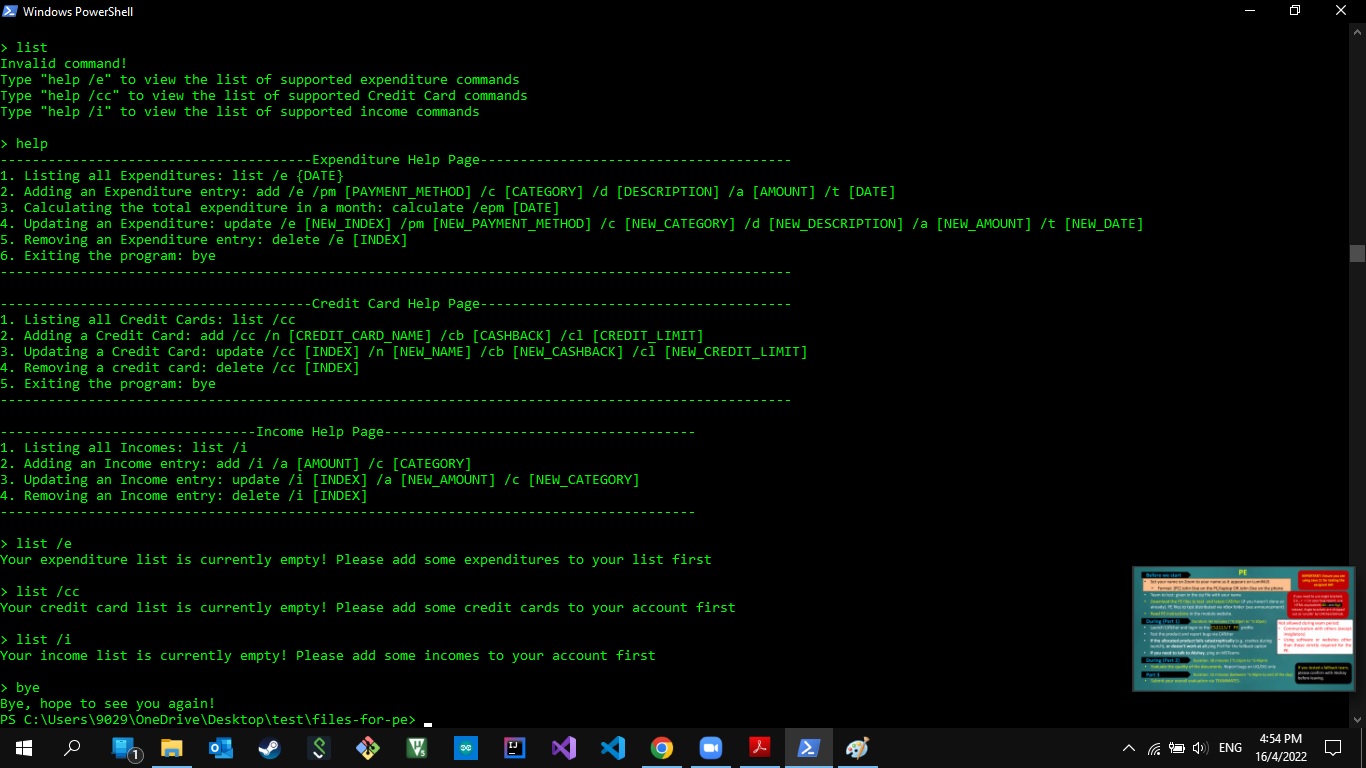 Windows PowerShell
> list
Invalid command!
Type "help /e" to view the list of supported expenditure commands
Type "help /cc" to view the list of supported Credit Card commands
Type "help /i" to view the list of supported income commands
> help
---------------------------------------Expenditure Help Page---------------------------------------
1. Listing all Expenditures: list /e {DATE}
2. Adding an Expenditure entry: add /e /pm [PAYMENT_METHOD] /c [CATEGORY] /d [DESCRIPTION] /a [AMOUNT] /t [DATE]
3. Calculating the total expenditure in a month: calculate /epm [DATE]
4. Updating an Expenditure: update /e [NEW_INDEX] /pm [NEW_PAYMENT_METHOD] /c [NEW_CATEGORY] /d [NEW_DESCRIPTION] /a [NEW_AMOUNT] /t [NEW_DATE]
5. Removing an Expenditure entry: delete /e [INDEX]
6. Exiting the program: bye
---------------------------------------------------------------------------------------------------
---------------------------------------Credit Card Help Page---------------------------------------
1. Listing all Credit Cards: list /cc
2. Adding a Credit Card: add /cc /n [CREDIT_CARD_NAME] /cb [CASHBACK] /cl [CREDIT_LIMIT]
3. Updating a Credit Card: update /cc [INDEX] /n [NEW_NAME] /cb [NEW_CASHBACK] /cl [NEW_CREDIT_LIMIT]
4. Removing a credit card: delete /cc [INDEX]
5. Exiting the program: bye
---------------------------------------------------------------------------------------------------
--------------------------------Income Help Page---------------------------------------
1. Listing all Incomes: list /i
2. Adding an Income entry: add /i /a [AMOUNT] /c [CATEGORY]
3. Updating an Income entry: update /i [INDEX] /a [NEW_AMOUNT] /c [NEW_CATEGORY]
4. Removing an Income entry: delete /i [INDEX]
---------------------------------------------------------------------------------------
> list /e
Your expenditure list is currently empty! Please add some expenditures to your list first
> list /cc
Your credit card list is currently empty! Please add some credit cards to your account first
> list /i
Your income list is currently empty! Please add some incomes to your account first
> bye
Bye, hope to see you again!
PS C:\Users\9029\OneDrive\Desktop\test\files-for-pe>
PE
Before we start
During (Part 1)
During (Part 2)
Part 3
1
ENG
4:54 PM
16/4/2022